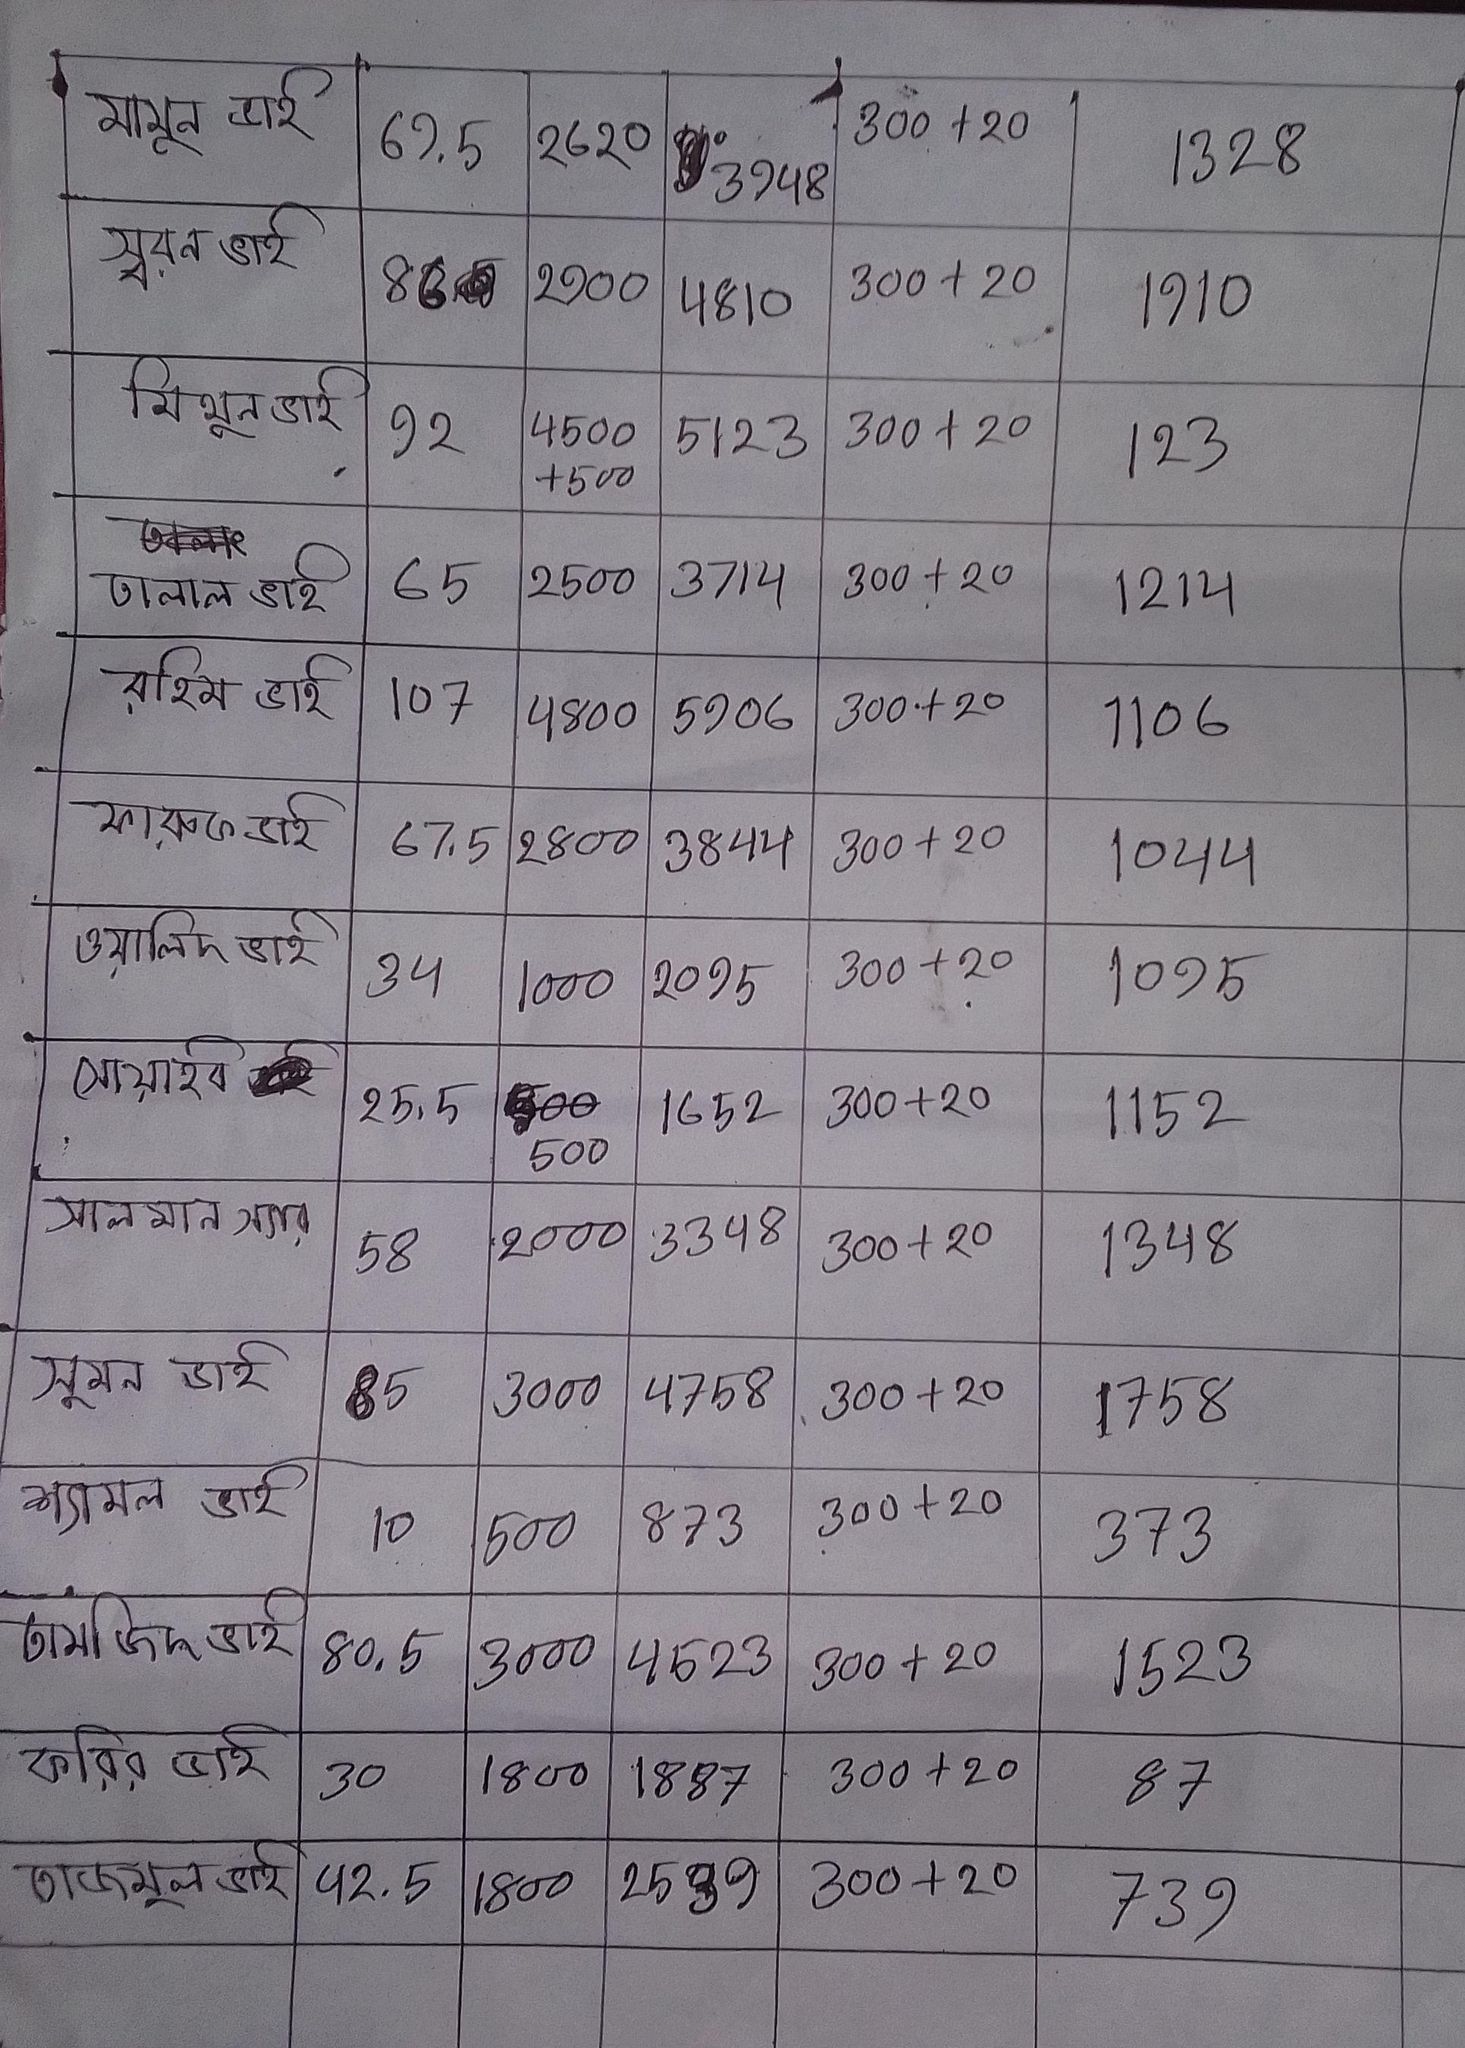 মামুন ভাই 69.5 2620 3948 300 + 20 1328
সুবরন ভাই 86 2900 4810 300 + 20 1910
মিথুন ভাই 92 4500 5123 300 + 20 123
+500
তালাল ভাই 65 2500 3714 300 + 20 1214
রহিম ভাই 107 4800 5906 300 + 20 1106
ফারুক ভাই 67.5 2800 3844 300 + 20 1044
ওয়ালিদ ভাই 34 1000 2095 300 + 20 1095
সোয়াইব 25.5 1652 300 + 20 1152
500
সালমান স্যার 58 2000 3348 300 + 20 1348
সুমন ভাই 85 3000 4758 300 + 20 1758
শ্যামল ভাই 10 500 873 300 + 20 373
তামজিদ ভাই 80.5 3000 4523 300 + 20 1523
ভাই 30 1800 1887 300 + 20 87
তাজমুল ভাই 42.5 1800 2539 300 + 20 739